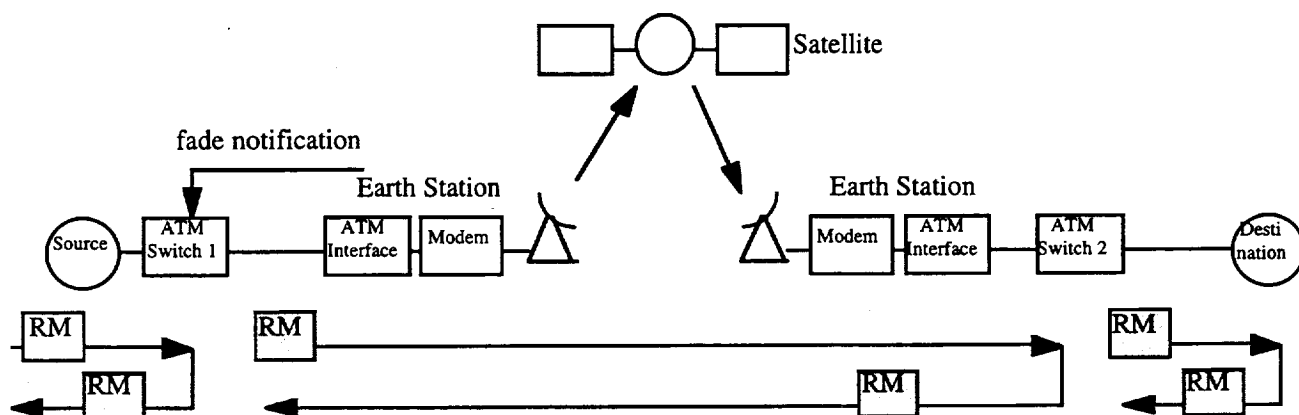 Satellite
fade notification
Earth Station
Earth Station
Source
ATM
Switch 1
ATM
Interface
Modem
Modem
ATM
Interface
ATM
Switch 2
Desti
nation
RM
RM
RM
RM
RM
RM